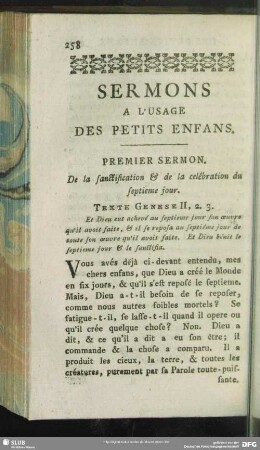 258
SERMONS
A L'USAGE
DES PETITS ENFANS.
PREMIER SERMON.
De la sanctification & de la celébration du
septieme jour.
TEXTE GENESE II, 2. 3.
Et Dieu eut achevé au septieme jour son œuvre
qu'il avoit faite, & il se reposa au septiéme jour de
toute son œuvre qu'il avoit faite. Et Dieu bénit le
septieme jour & le sanctifia.
Vous avés déjà ci-devant entendu, mes
chers enfans, que Dieu a créé le Monde
en six jours, & qu'il s'est reposé le septieme.
Mais, Dieu a-t-il besoin de se reposer,
comme nous autres foibles mortels? Se
fatigue-t-il, se lasse-t-il quand il opere ou
qu'il crée quelque chose? Non. Dieu a
dit, & ce qu'il a dit a eu son être; il
commande & la chose a comparu. Il a
produit les cieux, la terre, & toutes les
créatures, purement par sa Parole toute-puis-
sante.
SLUB